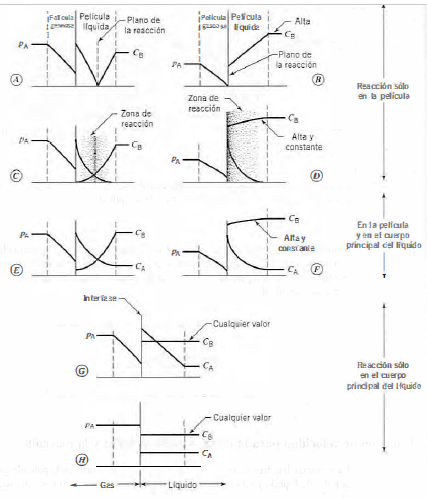 Película
gaseosa
Película
líquida
Plano de
la reacción
pA
CB
A
Película
gaseosa
Película
líquida
Alta
CB
Plano de
la reacción
pA
B
Reacción sólo
en la película
Zona de
reacción
pA
CB
C
Zona de
reacción
CB
Alta y
constante
pA
D
pA
CB
CA
E
CB
Alta y
constante
pA
CA
F
En la película
y en el cuerpo
principal del líquido
Interfase
pA
Cualquier valor
CB
CA
G
Reacción sólo
en el cuerpo
principal del líquido
pA
Cualquier valor
CB
CA
H
Gas
Líquido